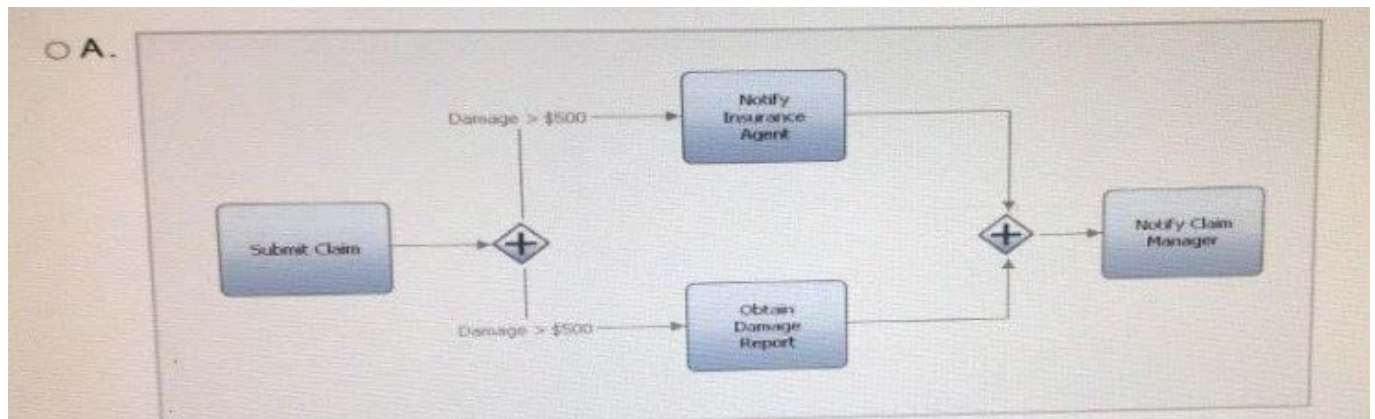 A.
Damage > $500
Notify
Insurance
Agent
Submit Claim
Notify Claim
Manager
Damage > $500
Obtain
Damage
Report